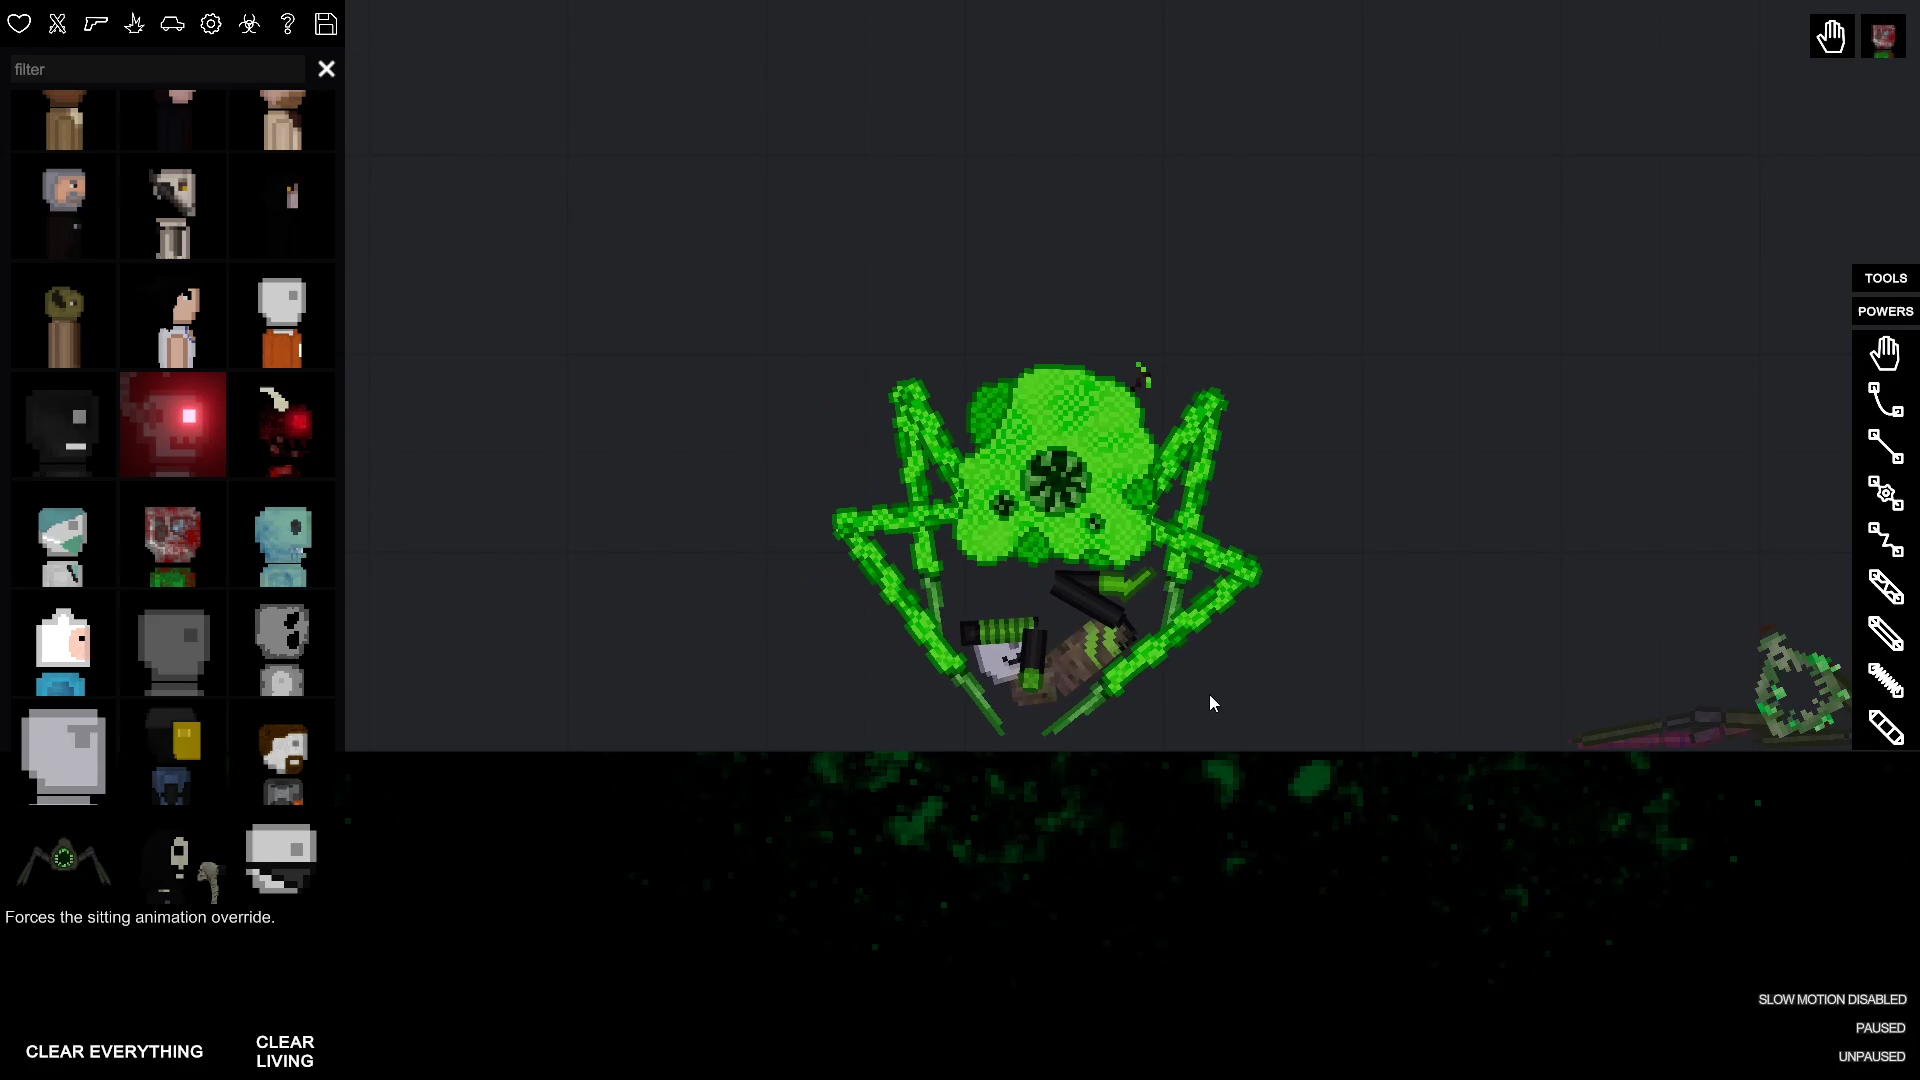 filter
TOOLS
POWERS
Forces the sitting animation override.
SLOW MOTION DISABLED
PAUSED
UNPAUSED
CLEAR EVERYTHING
CLEAR
LIVING